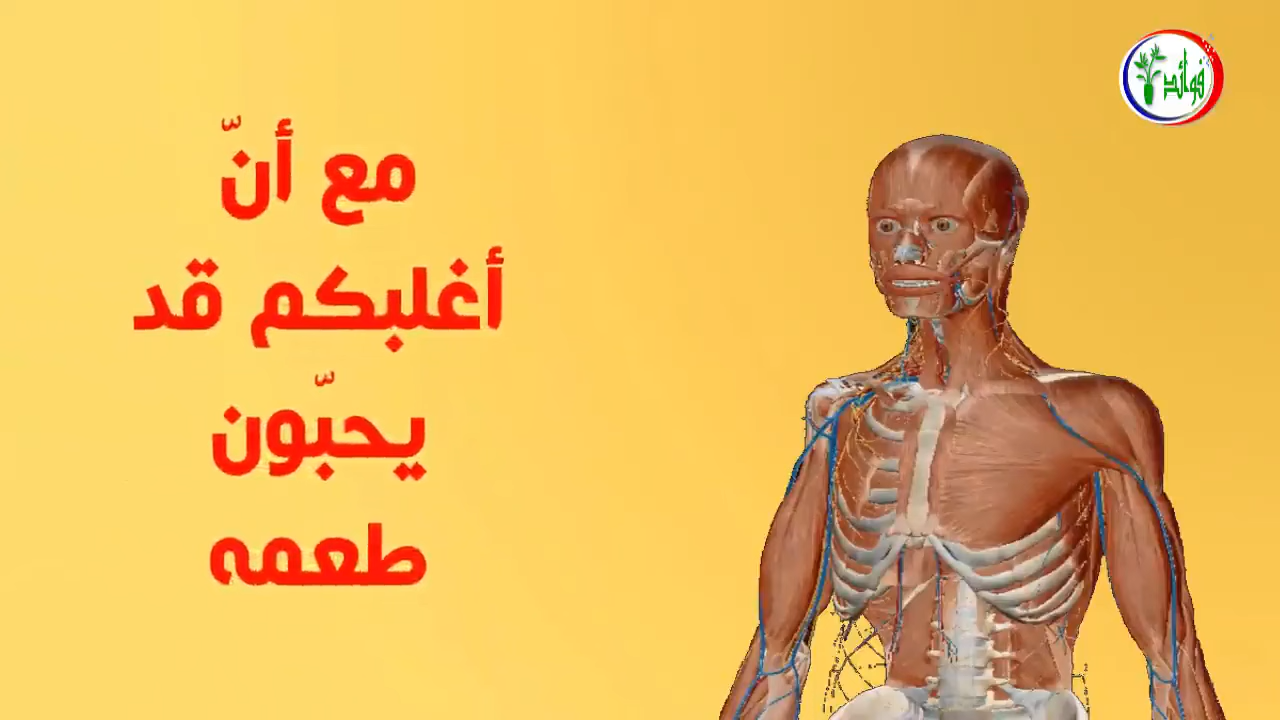 فوائد
مع أنّ
أغلبكم قد
يحبّون
طعمه